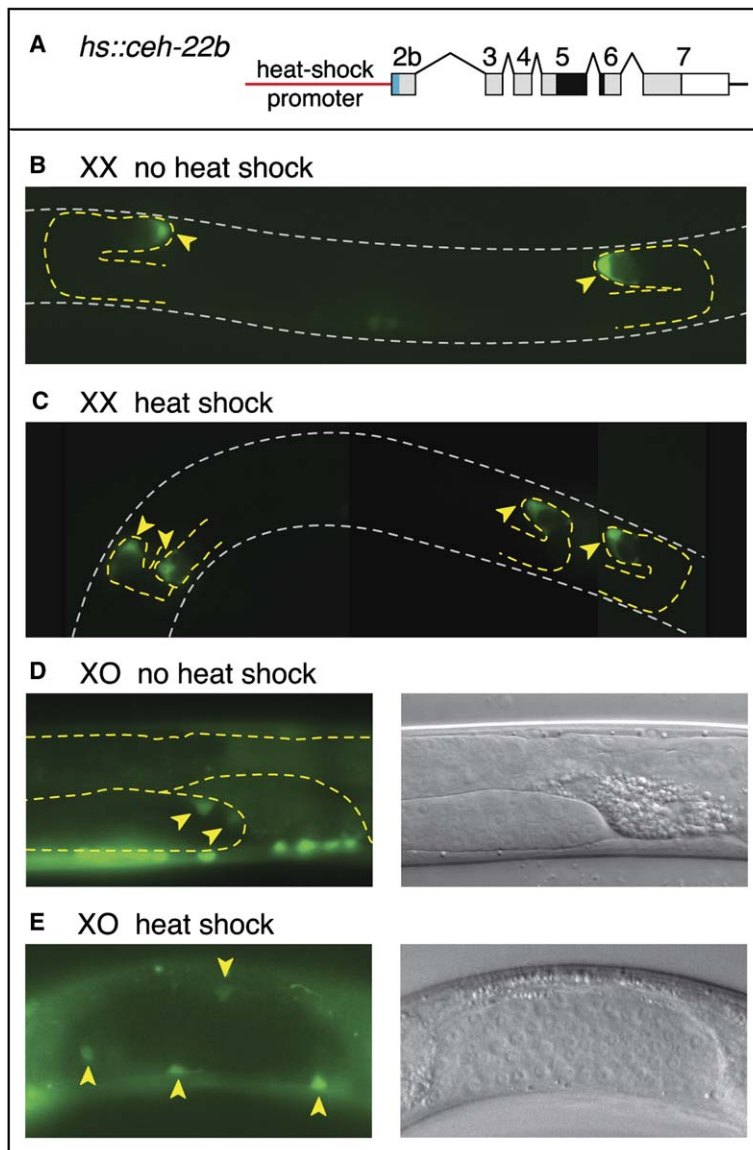 A hs::ceh-22b
heat-shock
promoter
2b 3 4 5 6 7
B XX no heat shock
C XX heat shock
D XO no heat shock
E XO heat shock